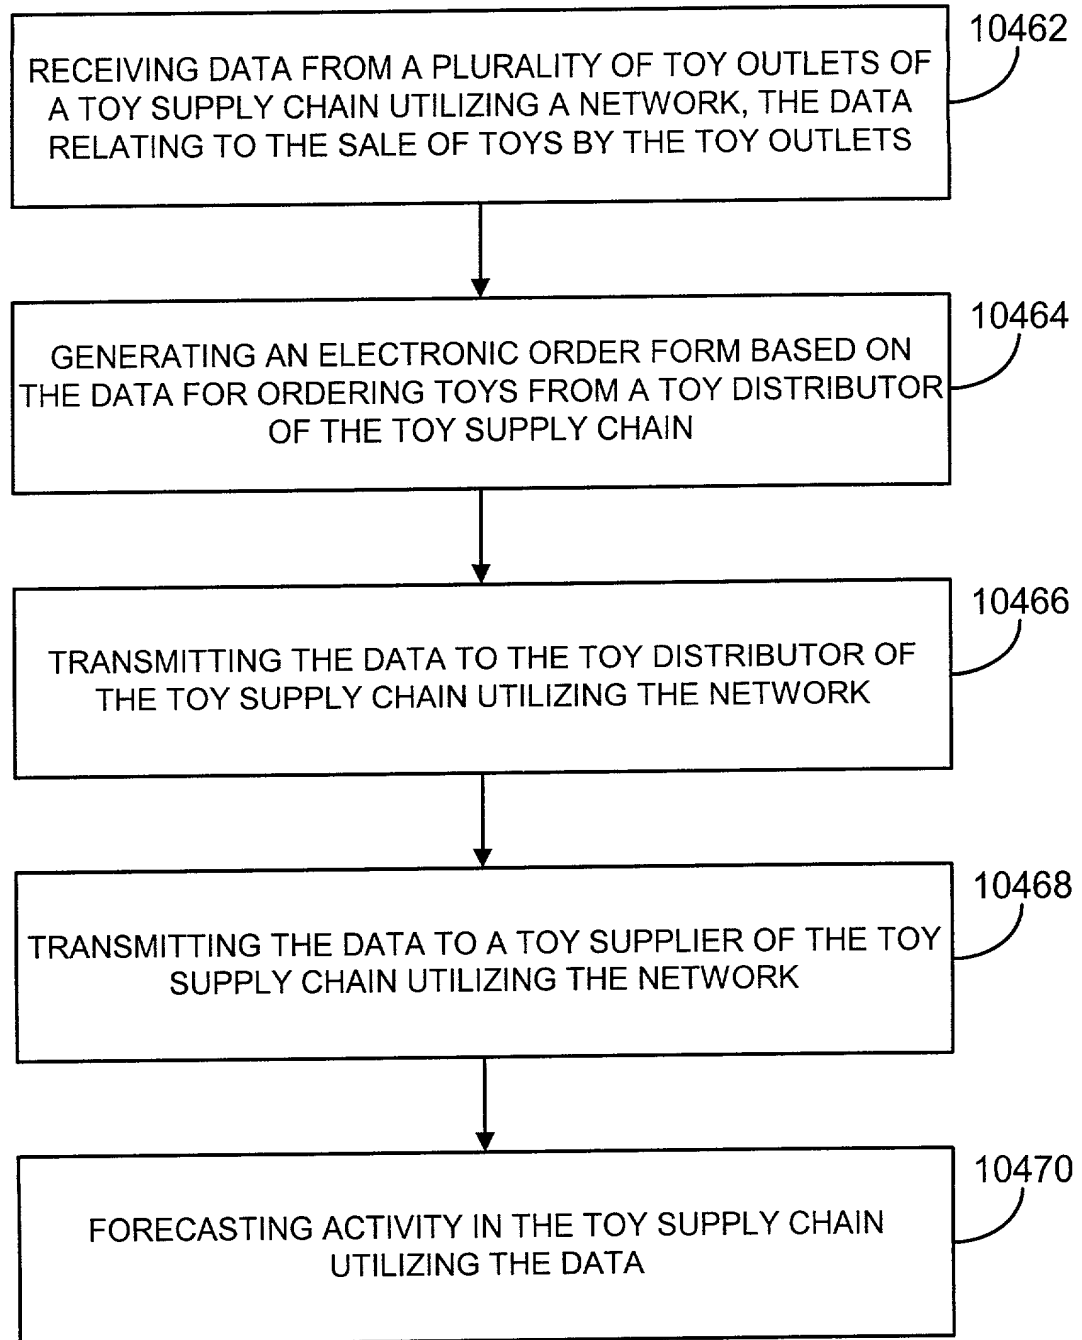 10462
RECEIVING DATA FROM A PLURALITY OF TOY OUTLETS OF
A TOY SUPPLY CHAIN UTILIZING A NETWORK, THE DATA
RELATING TO THE SALE OF TOYS BY THE TOY OUTLETS
10464
GENERATING AN ELECTRONIC ORDER FORM BASED ON
THE DATA FOR ORDERING TOYS FROM A TOY DISTRIBUTOR
OF THE TOY SUPPLY CHAIN
10466
TRANSMITTING THE DATA TO THE TOY DISTRIBUTOR OF
THE TOY SUPPLY CHAIN UTILIZING THE NETWORK
10468
TRANSMITTING THE DATA TO A TOY SUPPLIER OF THE TOY
SUPPLY CHAIN UTILIZING THE NETWORK
10470
FORECASTING ACTIVITY IN THE TOY SUPPLY CHAIN
UTILIZING THE DATA